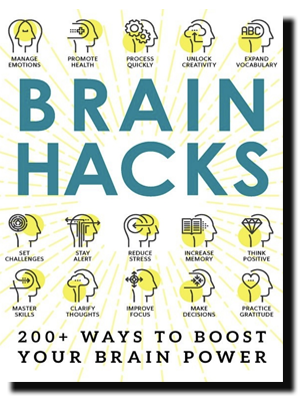 MANAGE EMOTIONS
PROMOTE HEALTH
PROCESS QUICKLY
UNLOCK CREATIVITY
ABC
EXPAND VOCABULARY
BRAIN
HACKS
SET CHALLENGES
STAY ALERT
REDUCE STRESS
INCREASE MEMORY
THINK POSITIVE
MASTER SKILLS
CLARIFY THOUGHTS
IMPROVE FOCUS
MAKE DECISIONS
PRACTICE GRATITUDE
200+ WAYS TO BOOST
YOUR BRAIN POWER